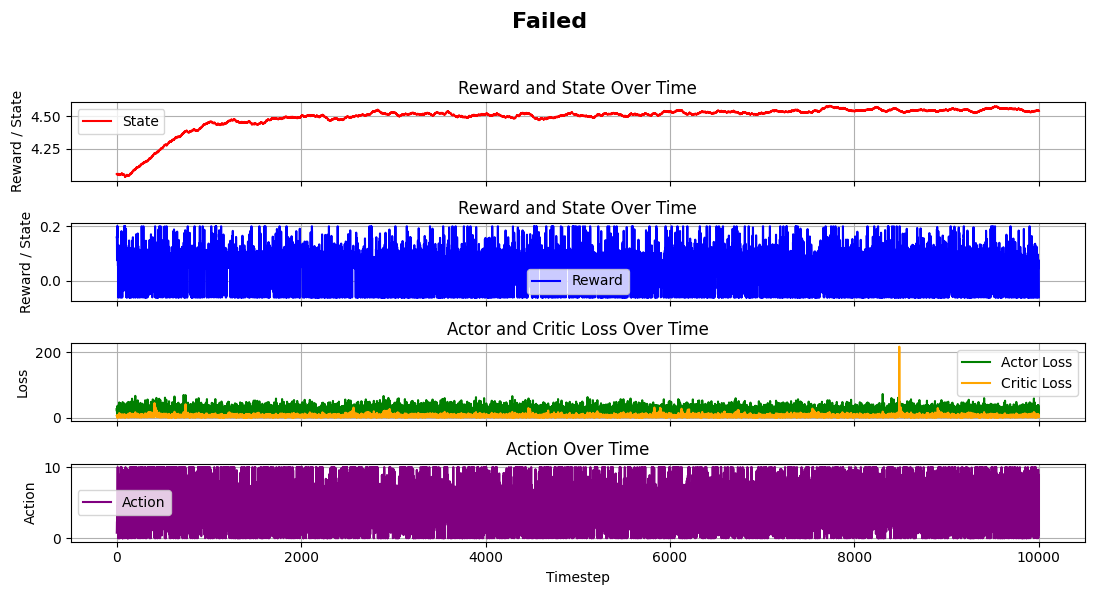 Failed
Reward and State Over Time
Reward / State
4.50
4.25
State
Reward and State Over Time
Reward / State
0.2
0.0
Reward
Actor and Critic Loss Over Time
Loss
200
0
Actor Loss
Critic Loss
Action Over Time
Action
10
0
Action
0 2000 4000 6000 8000 10000
Timestep